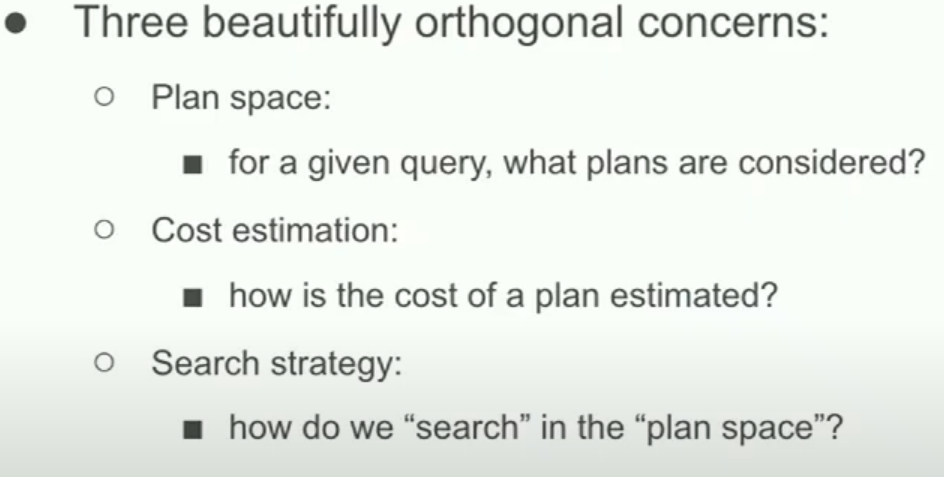 ● Three beautifully orthogonal concerns:
○ Plan space:
■ for a given query, what plans are considered?
○ Cost estimation:
■ how is the cost of a plan estimated?
○ Search strategy:
■ how do we “search” in the “plan space”?